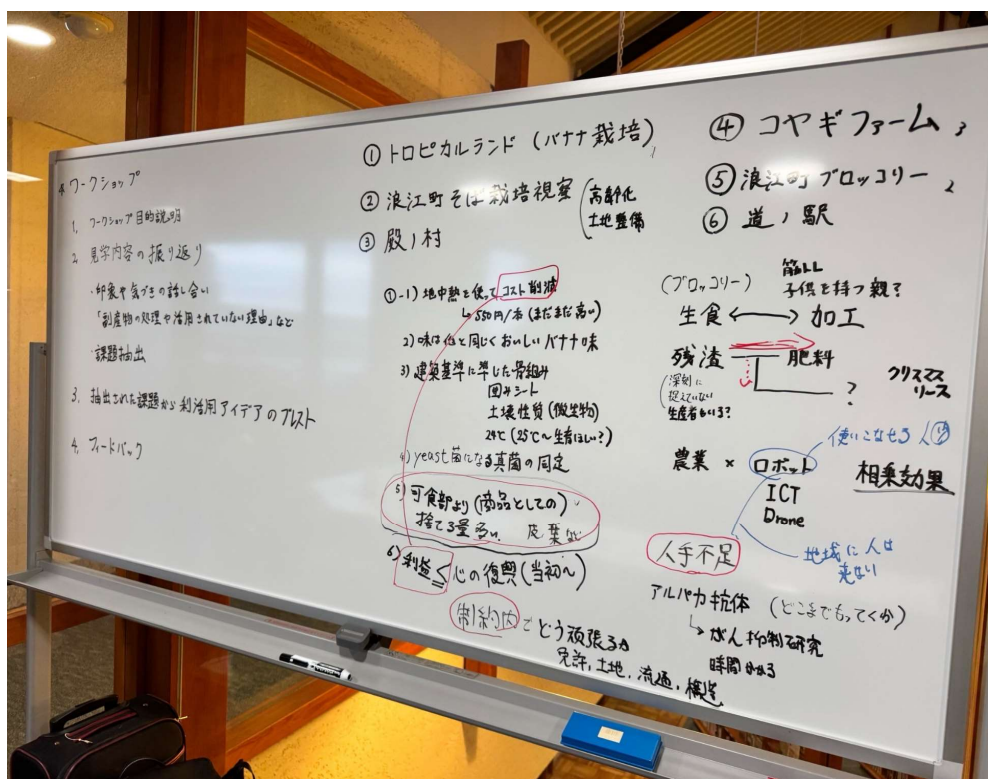 4 ワークショップ
1. ワークショップ目的説明
2 見学内容の振り返り
・印象や気づきの話し合い
「副産物の処理や活用されていない理由」など
・課題抽出
3. 抽出された課題から利活用アイデアのブレスト
4. フィードバック
① トロピカルランド (バナナ栽培) 1
② 浪江町そば栽培視察 (高齢化
土地整備
③ 殿ノ村
①-1) 地中熱を使ってコスト削減
↳ 550円/本 (まだまだ高い)
2) 味は他と同じくおいしいバナナ味
3) 建築基準に準じた骨組み
囲みシート
土壌性質 (微生物)
24℃ (25℃~生育ほしい?)
4) yeast菌になる真菌の同定
5) 可食部より (商品としての)
捨てる量多い. 皮 葉など
6) 利益 < 心の復興 (当初~)
制約内でどう頑張るか
免許, 土地, 流通, 構造
④ コヤギファーム 3
⑤ 浪江町ブロッコリー 2
⑥ 道ノ駅
(ブロッコリー)
筋トレ
子供を持つ親?
生食 ⟷ 加工
残渣 → 肥料
(深刻に
捉えていない
生産者もいる?
?
クリスマス
リース
農業 × ロボット
ICT
Drone
使いこなせる人
相乗効果
人手不足
地域に人は
来ない
アルパカ抗体 (どこまでもってくか)
↳ がん抑制研究
時間かかる